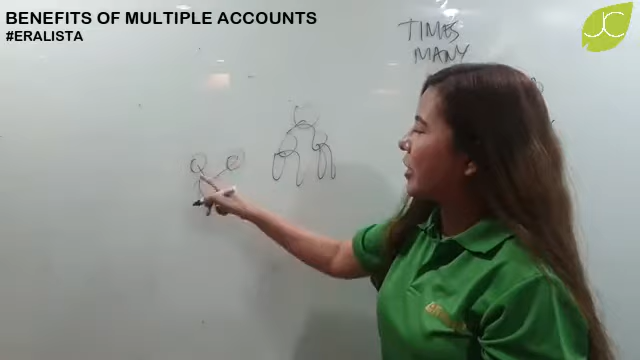 BENEFITS OF MULTIPLE ACCOUNTS
#ERALISTA
TIMES
MANY
JC